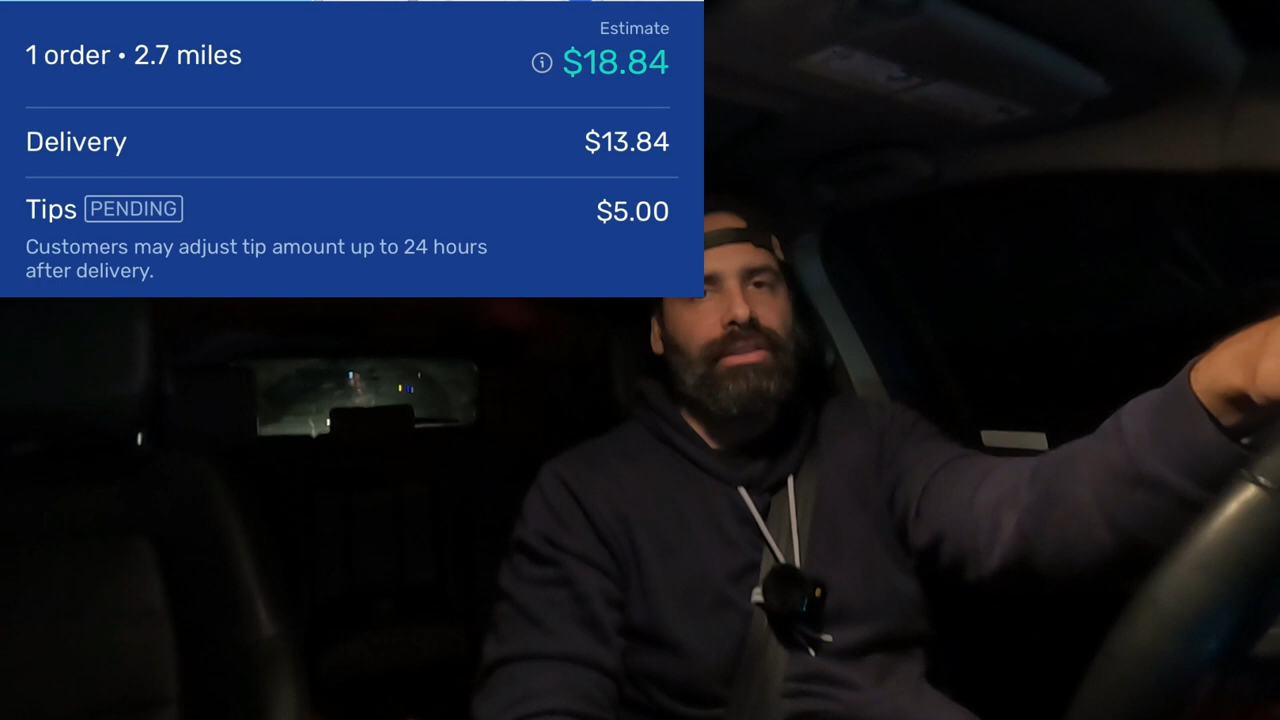 Estimate
1 order • 2.7 miles
$18.84
Delivery
$13.84
Tips PENDING
$5.00
Customers may adjust tip amount up to 24 hours
after delivery.